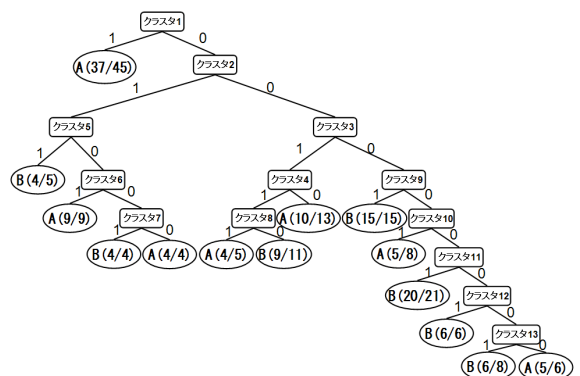 クラスタ1
1 0
A(37/45) クラスタ2
1 0
クラスタ5 クラスタ3
1 0 1 0
B(4/5) クラスタ6 クラスタ4 クラスタ9
1 0 1 0 1 0
A(9/9) クラスタ7 クラスタ8 A(10/13) B(15/15) クラスタ10
1 0 1 0 1 0
B(4/4) A(4/4) A(4/5) B(9/11) A(5/8) クラスタ11
1 0
B(20/21) クラスタ12
1 0
B(6/6) クラスタ13
1 0
B(6/8) A(5/6)